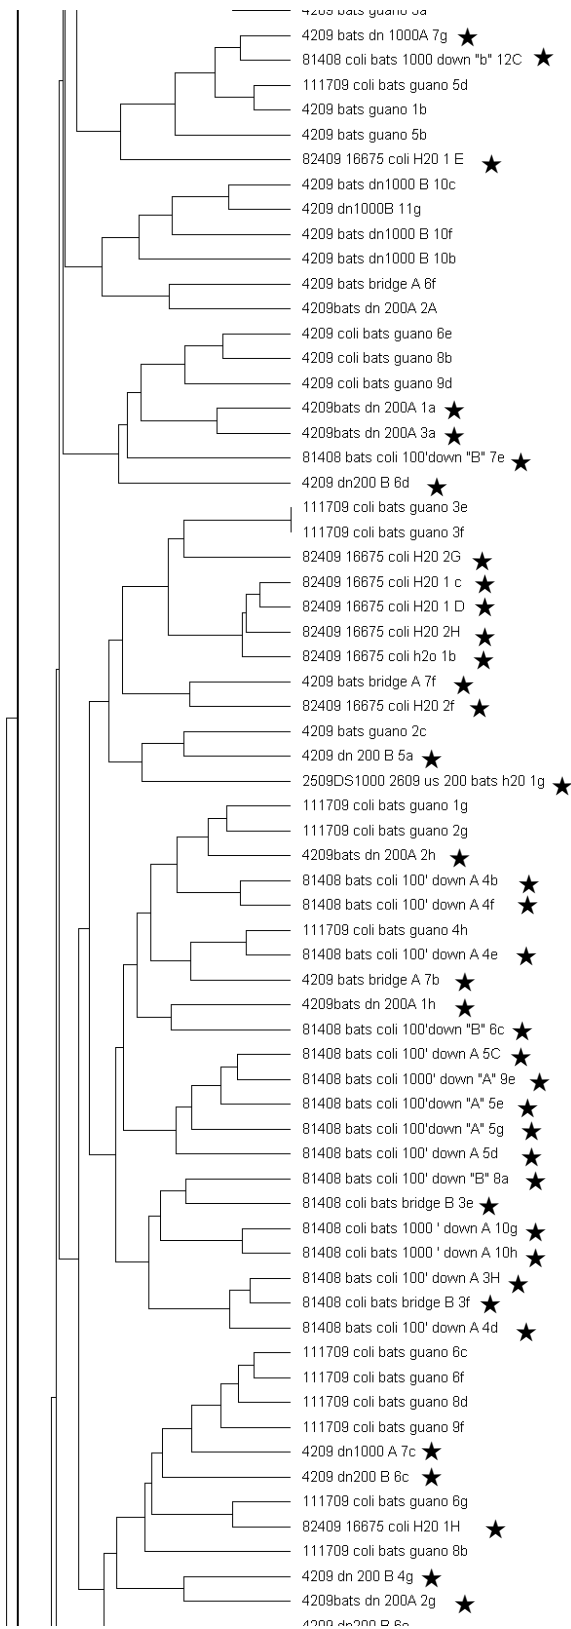 4209 bats guano 5a
4209 bats dn 1000A 7g
81408 coli bats 1000 down "b" 12C
111709 coli bats guano 5d
4209 bats guano 1b
4209 bats guano 5b
82409 16675 coli H20 1 E
4209 bats dn1000 B 10c
4209 dn1000B 11g
4209 bats dn1000 B 10f
4209 bats dn1000 B 10b
4209 bats bridge A 6f
4209bats dn 200A 2A
4209 coli bats guano 6e
4209 coli bats guano 8b
4209 coli bats guano 9d
4209bats dn 200A 1a
4209bats dn 200A 3a
81408 bats coli 100'down "B" 7e
4209 dn200 B 6d
111709 coli bats guano 3e
111709 coli bats guano 3f
82409 16675 coli H20 2G
82409 16675 coli H20 1 c
82409 16675 coli H20 1 D
82409 16675 coli H20 2H
82409 16675 coli h2o 1b
4209 bats bridge A 7f
82409 16675 coli H20 2f
4209 bats guano 2c
4209 dn 200 B 5a
2509DS1000 2609 us 200 bats h20 1g
111709 coli bats guano 1g
111709 coli bats guano 2g
4209bats dn 200A 2h
81408 bats coli 100' down A 4b
81408 bats coli 100' down A 4f
111709 coli bats guano 4h
81408 bats coli 100' down A 4e
4209 bats bridge A 7b
4209bats dn 200A 1h
81408 bats coli 100'down "B" 6c
81408 bats coli 100' down A 5C
81408 bats coli 1000' down "A" 9e
81408 bats coli 100'down "A" 5e
81408 bats coli 100'down "A" 5g
81408 bats coli 100' down A 5d
81408 bats coli 100' down "B" 8a
81408 coli bats bridge B 3e
81408 coli bats 1000 ' down A 10g
81408 coli bats 1000 ' down A 10h
81408 bats coli 100' down A 3H
81408 coli bats bridge B 3f
81408 bats coli 100' down A 4d
111709 coli bats guano 6c
111709 coli bats guano 6f
111709 coli bats guano 8d
111709 coli bats guano 9f
4209 dn1000 A 7c
4209 dn200 B 6c
111709 coli bats guano 6g
82409 16675 coli H20 1H
111709 coli bats guano 8b
4209 dn 200 B 4g
4209bats dn 200A 2g
4209 dn200 B